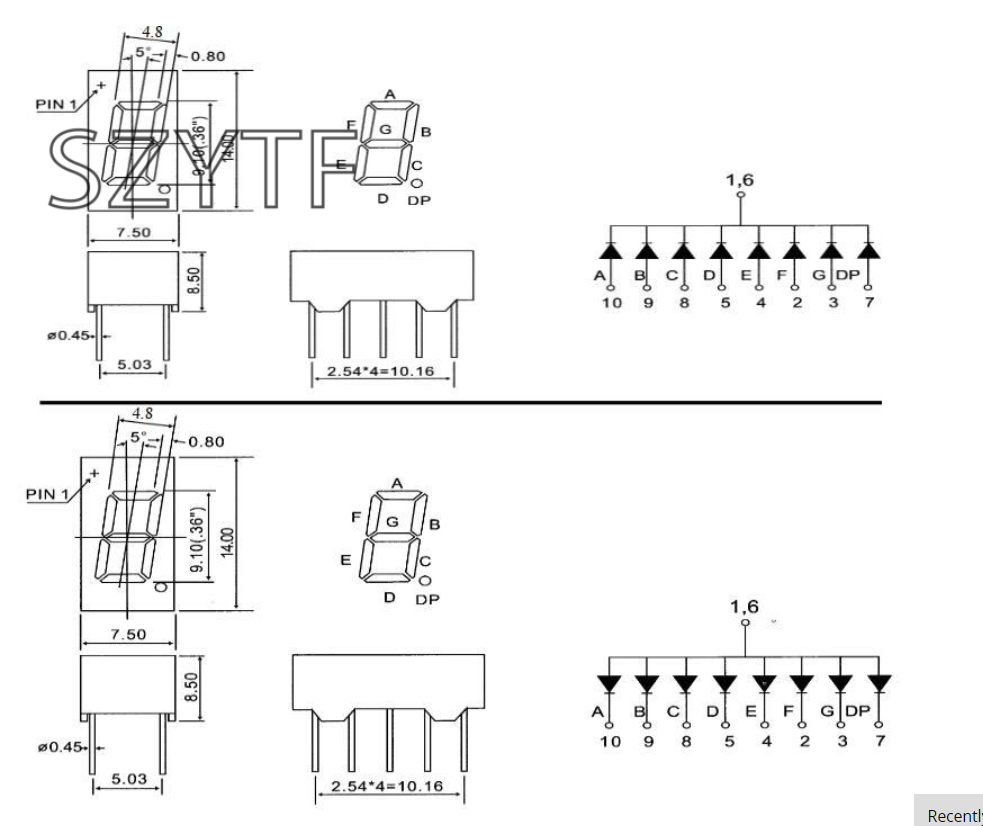 4.8
5°
0.80
PIN 1
+
A
F
G
B
E
C
D
DP
9.10(.36")
14.00
SZYTF
7.50
8.50
ø0.45
5.03
2.54*4=10.16
1,6
A B C D E F G DP
10 9 8 5 4 2 3 7
4.8
5°
0.80
PIN 1
+
A
F
G
B
E
C
D
DP
9.10(.36")
14.00
7.50
8.50
ø0.45
5.03
2.54*4=10.16
1,6
A B C D E F G DP
10 9 8 5 4 2 3 7